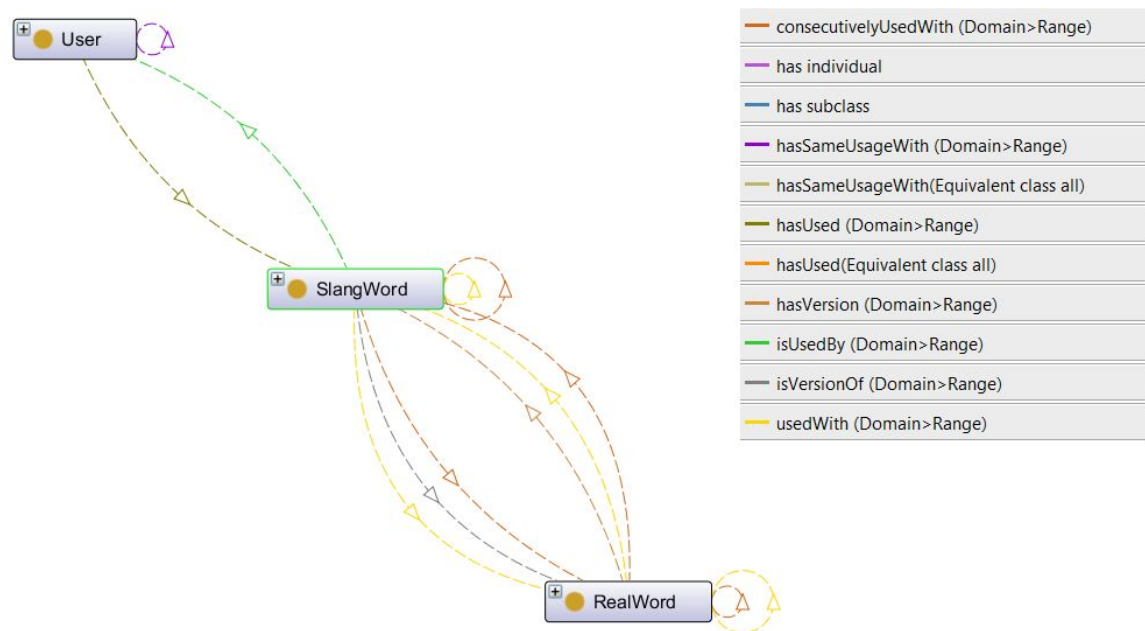 User
SlangWord
RealWord
consecutivelyUsedWith (Domain>Range)
has individual
has subclass
hasSameUsageWith (Domain>Range)
hasSameUsageWith(Equivalent class all)
hasUsed (Domain>Range)
hasUsed(Equivalent class all)
hasVersion (Domain>Range)
isUsedBy (Domain>Range)
isVersionOf (Domain>Range)
usedWith (Domain>Range)